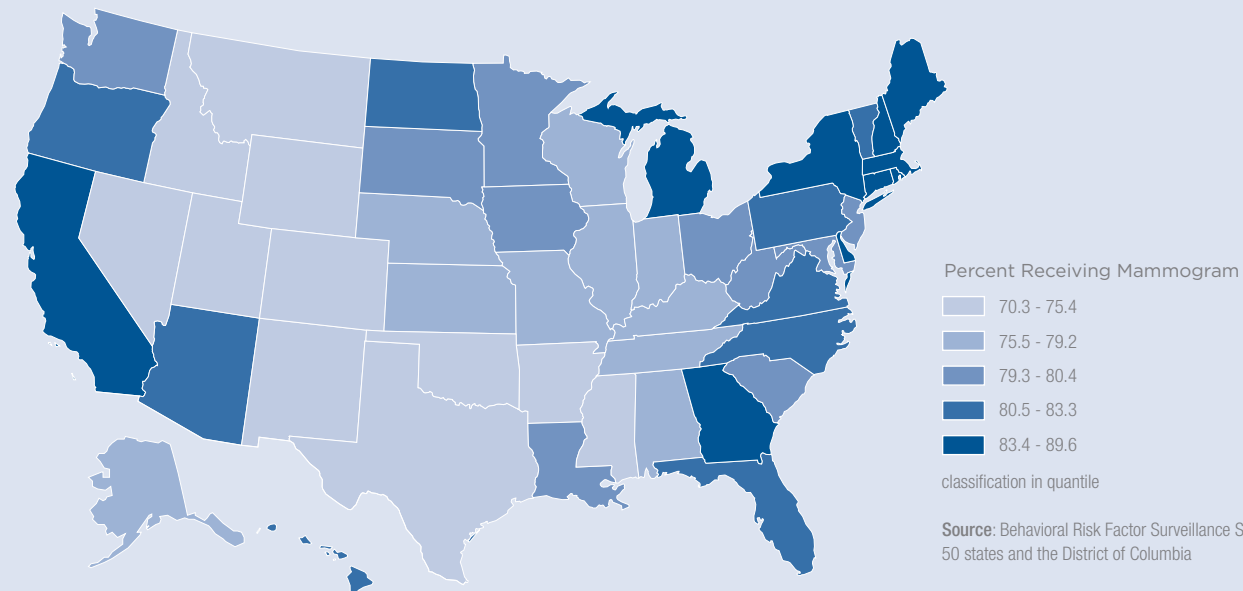 Percent Receiving Mammogram
70.3 - 75.4
75.5 - 79.2
79.3 - 80.4
80.5 - 83.3
83.4 - 89.6
classification in quantile
Source: Behavioral Risk Factor Surveillance S
50 states and the District of Columbia